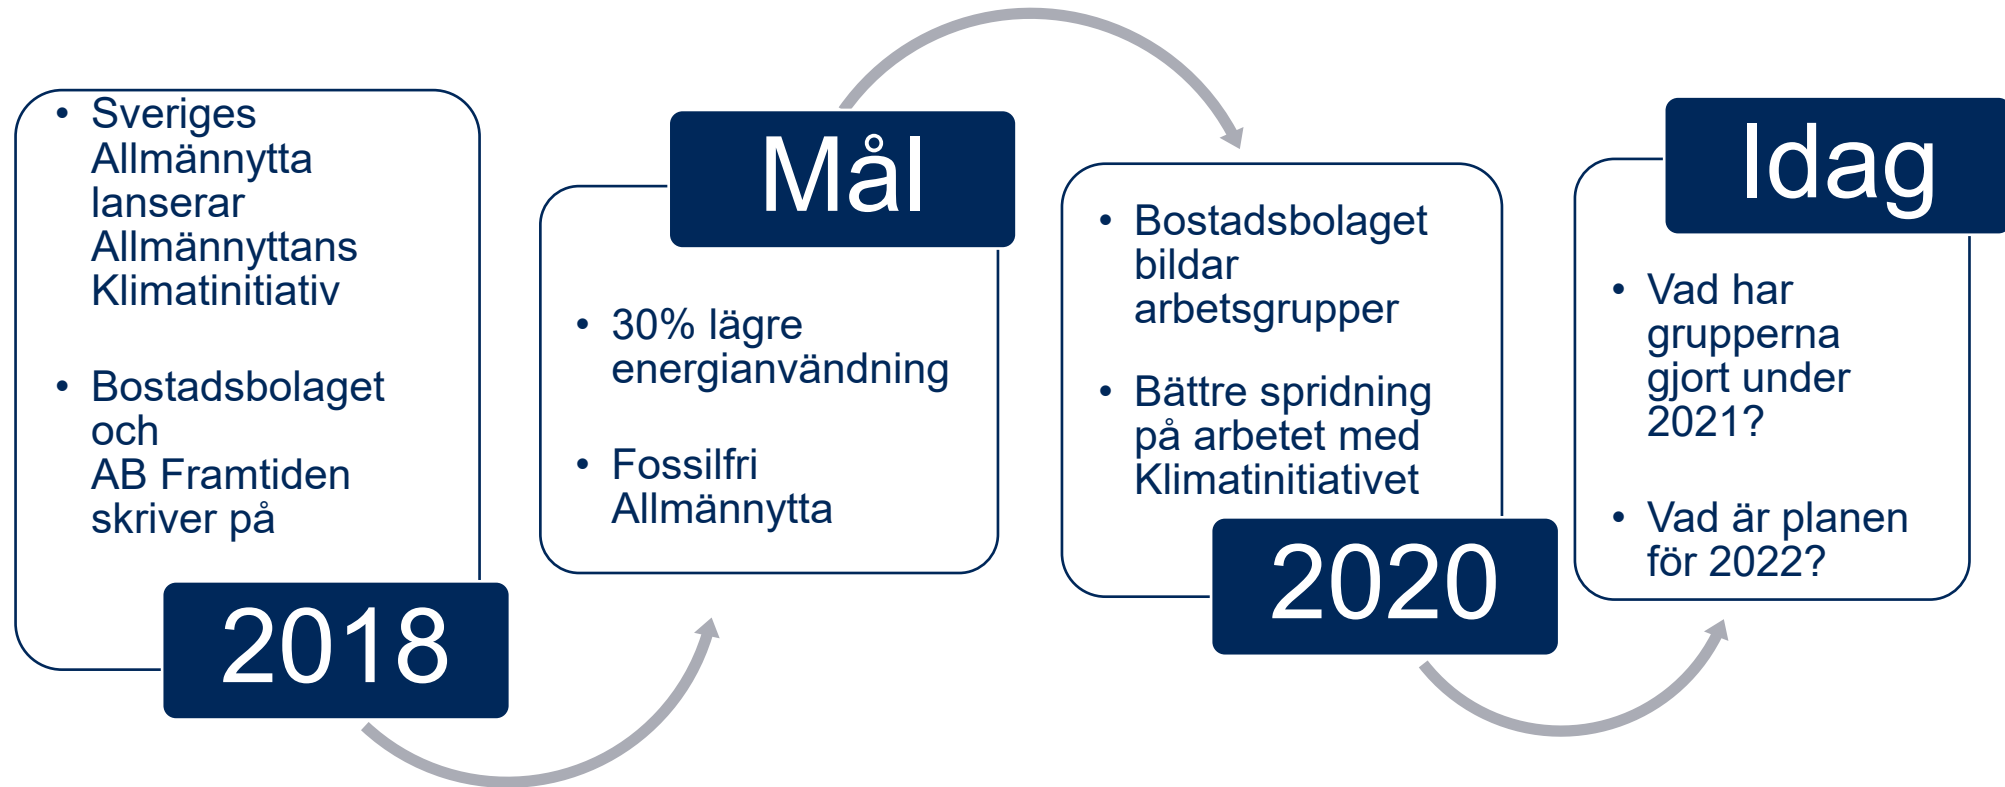 • Sveriges
Allmännytta
lanserar
Allmännyttans
Klimatinitiativ
• Bostadsbolaget
och
AB Framtiden
skriver på
2018
Mål
• 30% lägre
energianvändning
• Fossilfri
Allmännytta
• Bostadsbolaget
bildar
arbetsgrupper
• Bättre spridning
på arbetet med
Klimatinitiativet
2020
Idag
• Vad har
grupperna
gjort under
2021?
• Vad är planen
för 2022?